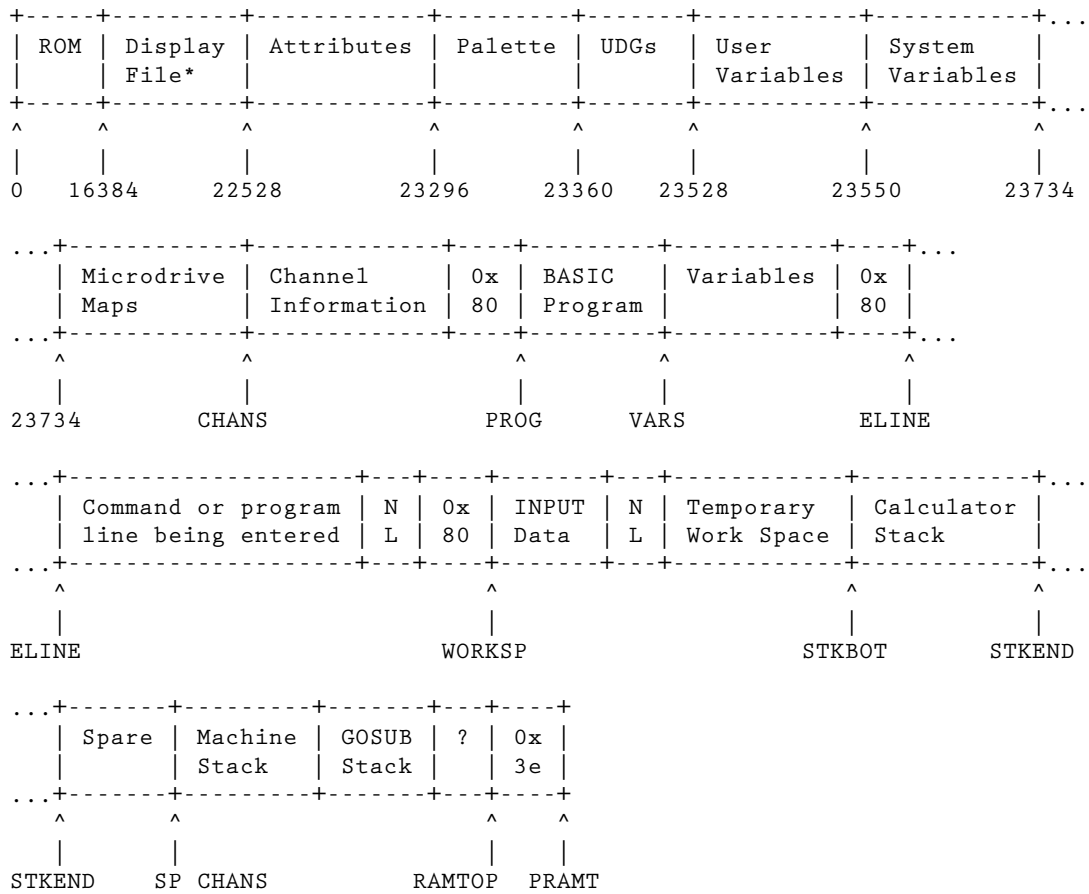 +-----+---------+------------+---------+-------+-----------+-----------+...
| ROM | Display | Attributes | Palette | UDGs | User | System |
| | File* | | | | Variables | Variables |
+-----+---------+------------+---------+-------+-----------+-----------+...
^ ^ ^ ^ ^ ^ ^ ^
| | | | | | | |
0 16384 22528 23296 23360 23528 23550 23734
...+------------+-------------+----+---------+-----------+----+...
| Microdrive | Channel | 0x | BASIC | Variables | 0x |
| Maps | Information | 80 | Program | | 80 |
...+------------+-------------+----+---------+-----------+----+...
^ ^ ^ ^ ^
| | | | |
23734 CHANS PROG VARS ELINE
...+--------------------+---+----+-------+---+------------+------------+...
| Command or program | N | 0x | INPUT | N | Temporary | Calculator |
| line being entered | L | 80 | Data | L | Work Space | Stack |
...+--------------------+---+----+-------+---+------------+------------+...
^ ^ ^ ^
| | | |
ELINE WORKSP STKBOT STKEND
...+-------+---------+-------+---+----+
| Spare | Machine | GOSUB | ? | 0x |
| | Stack | Stack | | 3e |
...+-------+---------+-------+---+----+
^ ^ ^ ^
| | | |
STKEND SP CHANS RAMTOP PRAMT